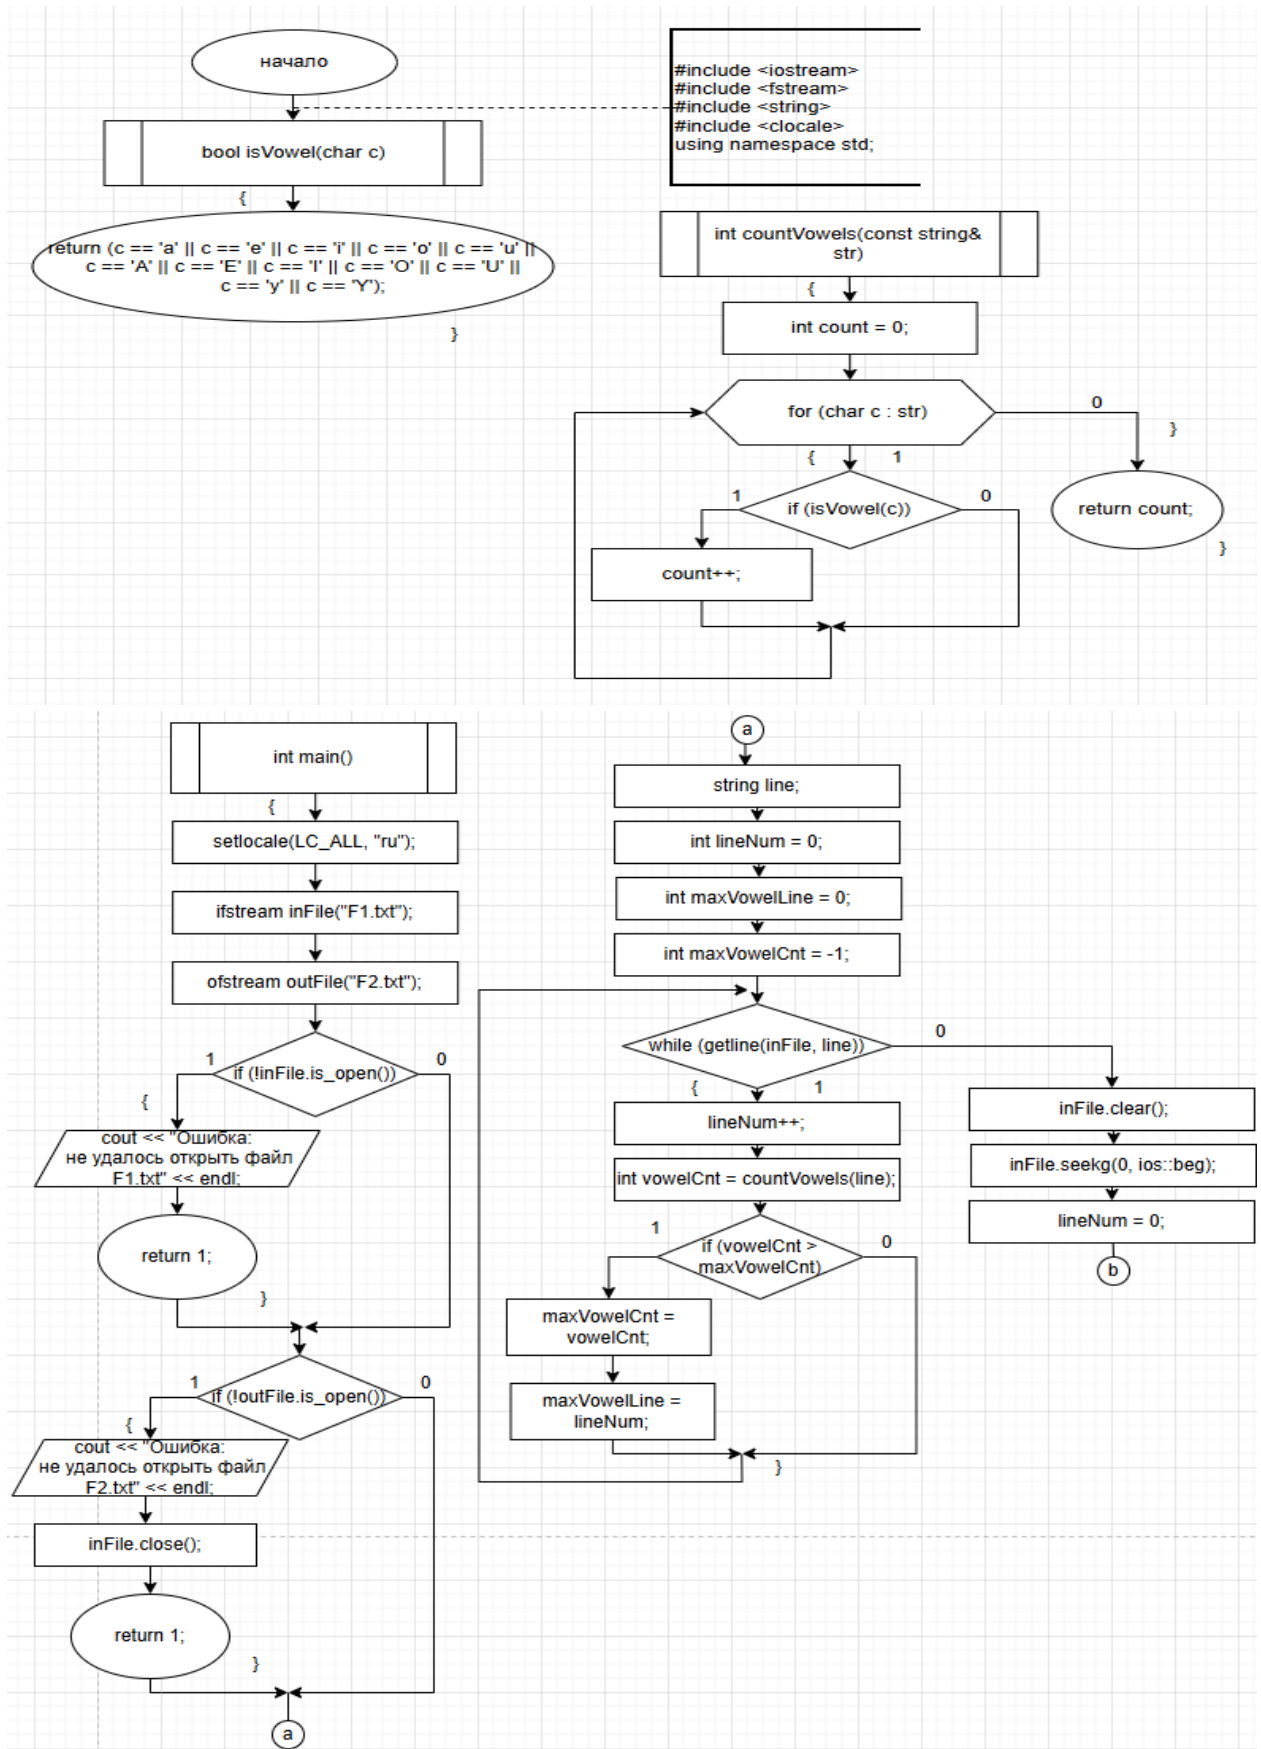 начало
#include <iostream>
#include <fstream>
#include <string>
#include <clocale>
using namespace std;
bool isVowel(char c)
{
return (c == 'a' || c == 'e' || c == 'i' || c == 'o' || c == 'u' ||
c == 'A' || c == 'E' || c == 'I' || c == 'O' || c == 'U' ||
c == 'y' || c == 'Y');
}
int countVowels(const string&
str)
{
int count = 0;
for (char c : str)
0
}
{
1
1
if (isVowel(c))
0
return count;
}
count++;
int main()
{
setlocale(LC_ALL, "ru");
ifstream inFile("F1.txt");
ofstream outFile("F2.txt");
1
if (!inFile.is_open())
0
{
cout << "Ошибка:
не удалось открыть файл
F1.txt" << endl;
return 1;
}
1
if (!outFile.is_open())
0
{
cout << "Ошибка:
не удалось открыть файл
F2.txt" << endl;
inFile.close();
return 1;
}
a
a
string line;
int lineNum = 0;
int maxVowelLine = 0;
int maxVowelCnt = -1;
while (getline(inFile, line))
0
{
1
lineNum++;
int vowelCnt = countVowels(line);
1
if (vowelCnt >
maxVowelCnt)
0
maxVowelCnt =
vowelCnt;
maxVowelLine =
lineNum;
}
inFile.clear();
inFile.seekg(0, ios::beg);
lineNum = 0;
b